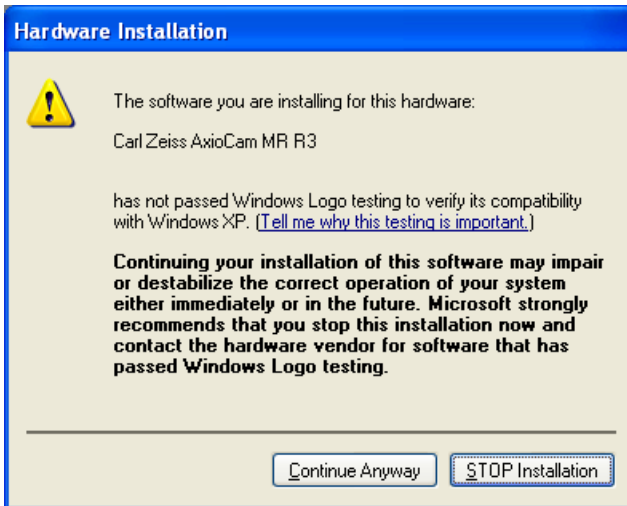 Hardware Installation
The software you are installing for this hardware:
Carl Zeiss AxioCam MR R3
has not passed Windows Logo testing to verify its compatibility
with Windows XP. (Tell me why this testing is important.)
Continuing your installation of this software may impair
or destabilize the correct operation of your system
either immediately or in the future. Microsoft strongly
recommends that you stop this installation now and
contact the hardware vendor for software that has
passed Windows Logo testing.
Continue Anyway
STOP Installation